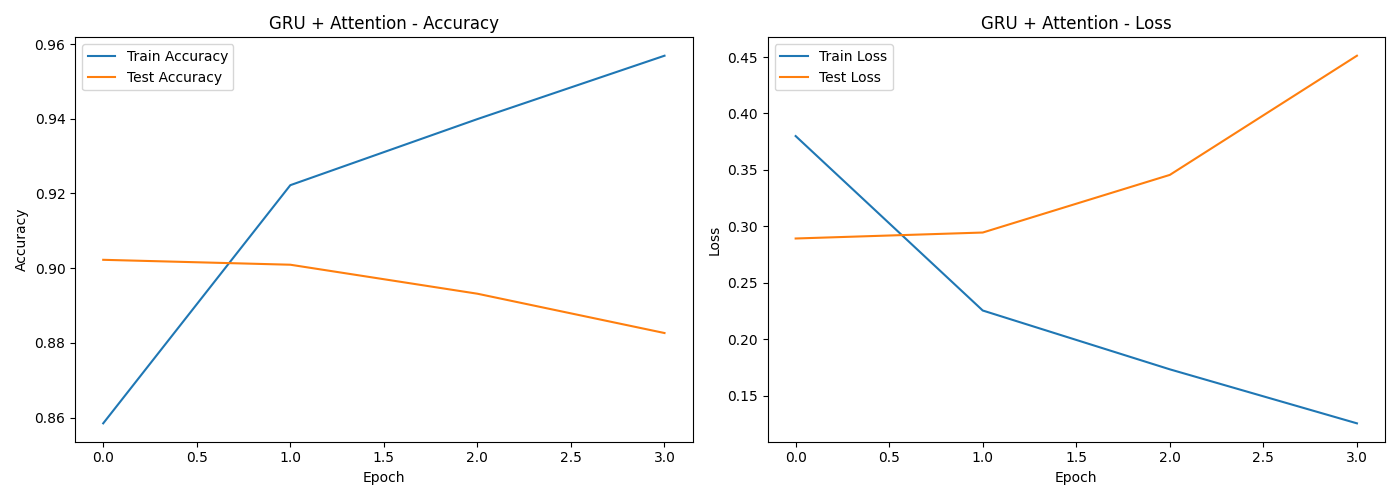 GRU + Attention - Accuracy
Train Accuracy
Test Accuracy
0.96
0.94
0.92
0.90
0.88
0.86
Accuracy
0.0 0.5 1.0 1.5 2.0 2.5 3.0
Epoch
GRU + Attention - Loss
Train Loss
Test Loss
0.45
0.40
0.35
0.30
0.25
0.20
0.15
Loss
0.0 0.5 1.0 1.5 2.0 2.5 3.0
Epoch